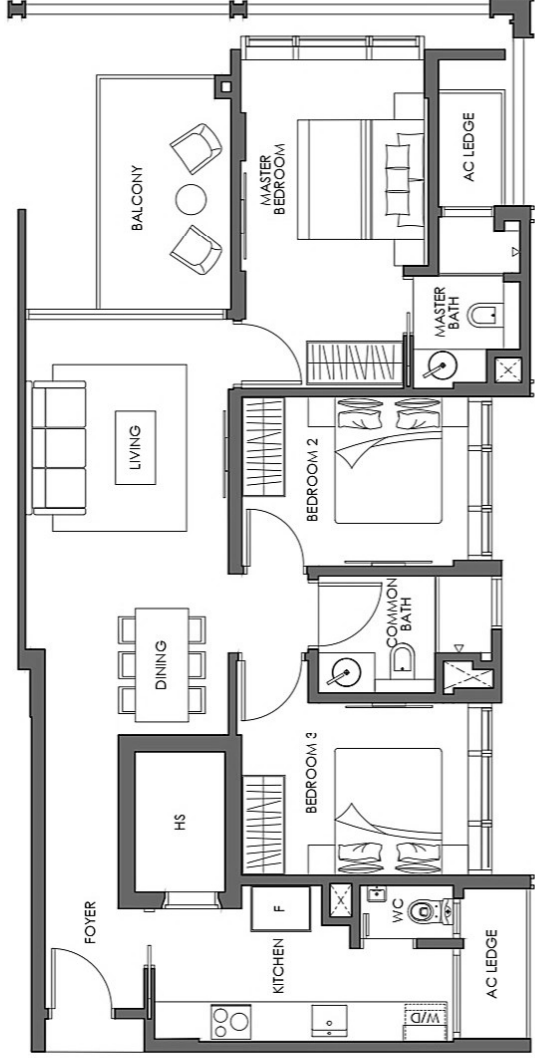 BALCONY
MASTER
BEDROOM
AC LEDGE
MASTER
BATH
LIVING
BEDROOM 2
DINING
COMMON
BATH
BEDROOM 3
HS
FOYER
KITCHEN
F
WC
W/D
AC LEDGE